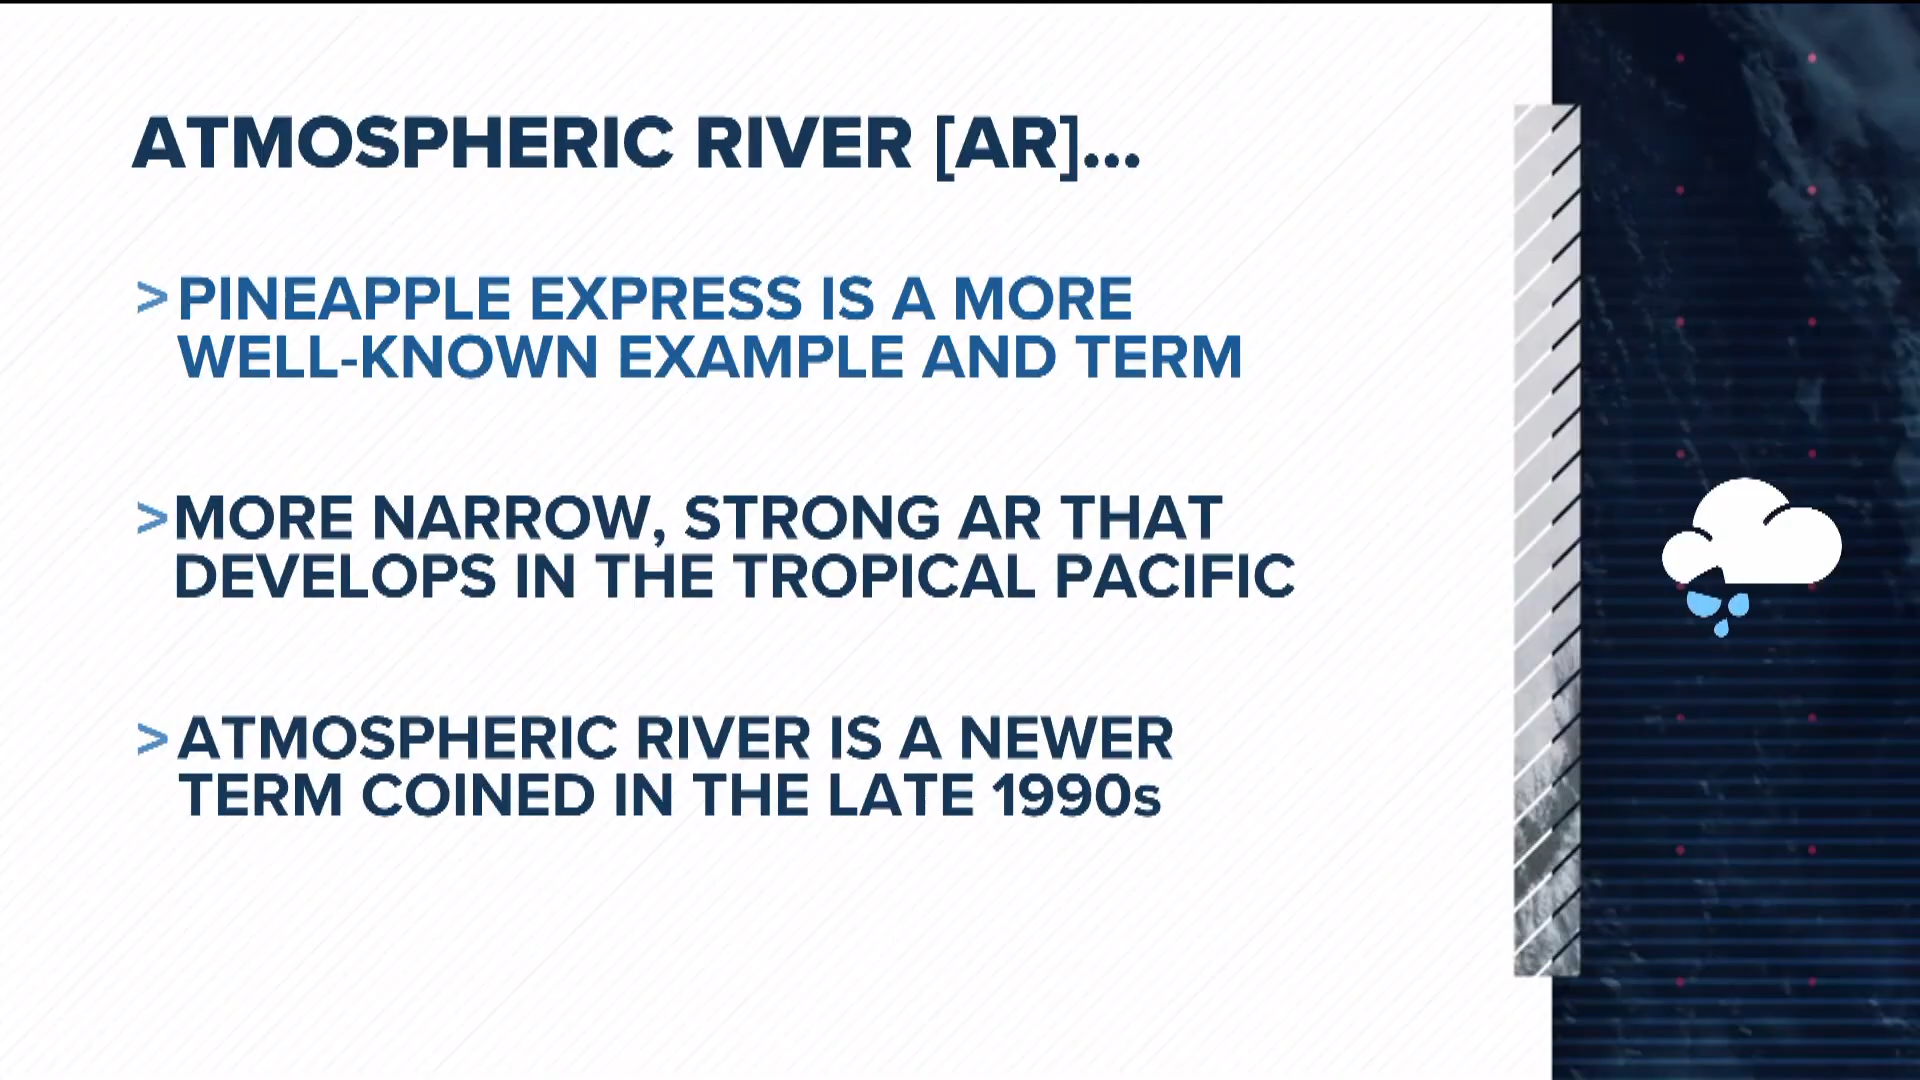 ATMOSPHERIC RIVER [AR]...
> PINEAPPLE EXPRESS IS A MORE
WELL-KNOWN EXAMPLE AND TERM
> MORE NARROW, STRONG AR THAT
DEVELOPS IN THE TROPICAL PACIFIC
> ATMOSPHERIC RIVER IS A NEWER
TERM COINED IN THE LATE 1990s